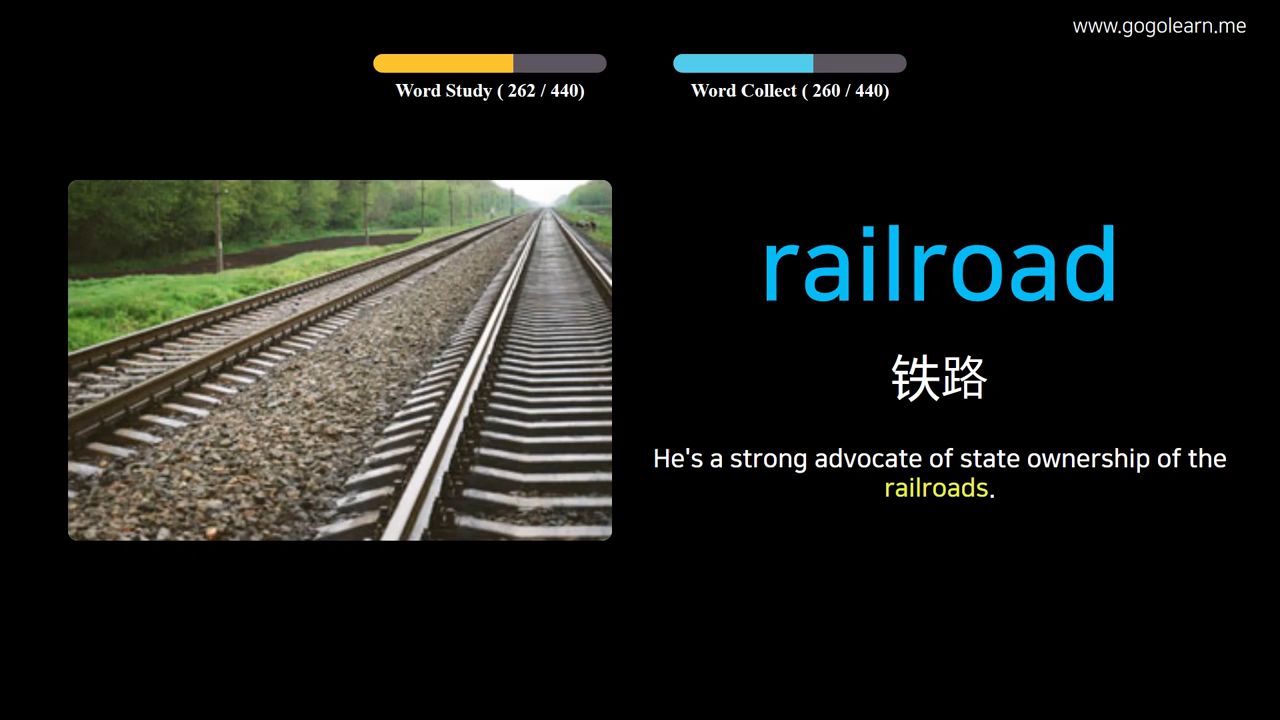 www.gogolearn.me
Word Study ( 262 / 440)
Word Collect ( 260 / 440)
railroad
铁路
He's a strong advocate of state ownership of the
railroads.